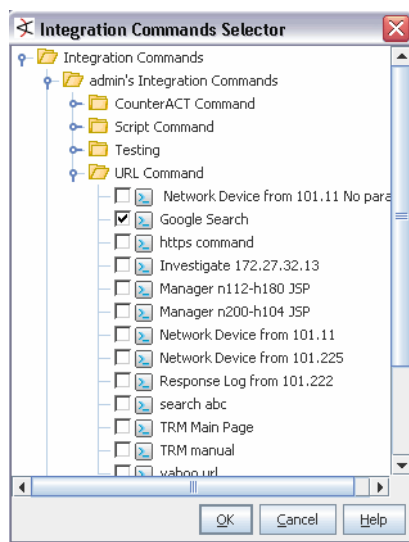 Integration Commands Selector
Integration Commands
admin's Integration Commands
CounterACT Command
Script Command
Testing
URL Command
Network Device from 101.11 No para
Google Search
https command
Investigate 172.27.32.13
Manager n112-h180 JSP
Manager n200-h104 JSP
Network Device from 101.11
Network Device from 101.225
Response Log from 101.222
search abc
TRM Main Page
TRM manual
yahoo url
OK Cancel Help